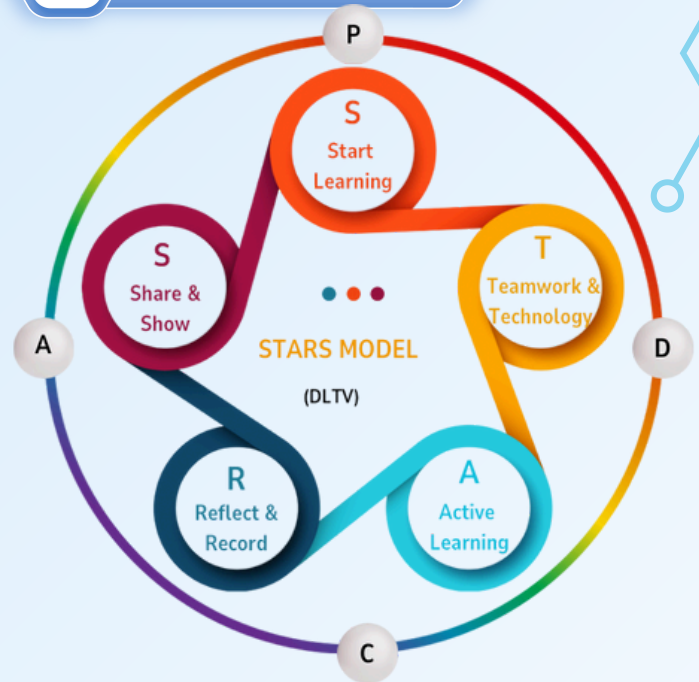 P
S
Start
Learning
S
Share &
Show
T
Teamwork &
Technology
A
D
STARS MODEL
(DLTV)
R
Reflect &
Record
A
Active
Learning
C